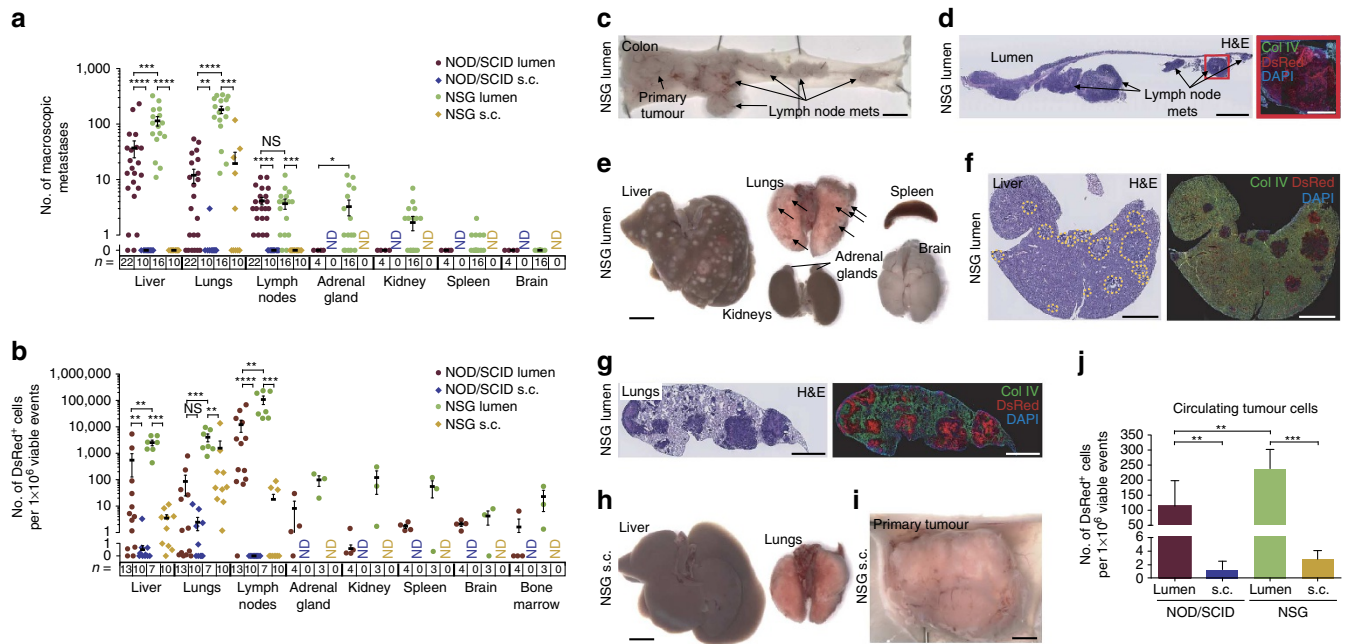 a
No. of macroscopic
metastases
1,000
100
10
1
0
*** **** ****
**** ** ****
**** ** *** ***
NS
**** ***
*
NOD/SCID lumen
NOD/SCID s.c.
NSG lumen
NSG s.c.
ND ND ND ND ND ND ND ND
n = 22 10 16 10 22 10 16 10 22 10 16 10 4 0 16 0 4 0 16 0 4 0 16 0 4 0 16 0
Liver Lungs Lymph nodes Adrenal gland Kidney Spleen Brain
b
No. of DsRed+ cells
per 1×10⁶ viable events
1,000,000
100,000
10,000
1,000
100
10
1
1
0
**
** ***
***
NS **
**
**** ***
NOD/SCID lumen
NOD/SCID s.c.
NSG lumen
NSG s.c.
ND ND ND ND ND ND ND ND ND ND
n = 13 10 7 10 13 10 7 10 13 10 7 10 4 0 3 0 4 0 3 0 4 0 3 0 4 0 3 0 4 0 3 0
Liver Lungs Lymph nodes Adrenal gland Kidney Spleen Brain Bone marrow
c
NSG lumen
Colon
Primary
tumour
Lymph node mets
d
NSG lumen
Lumen
H&E
Lymph node
mets
Col IV
DsRed
DAPI
e
NSG lumen
Liver
Lungs
Spleen
Brain
Adrenal
glands
Kidneys
f
NSG lumen
Liver
H&E
Col IV DsRed
DAPI
g
NSG lumen
Lungs
H&E
Col IV
DsRed
DAPI
h
NSG s.c.
Liver
Lungs
i
NSG s.c.
Primary tumour
j
Circulating tumour cells
No. of DsRed+ cells
per 1×10⁶ viable events
350
300
250
200
150
100
50
6
4
2
0
**
** ***
Lumen s.c. Lumen s.c.
NOD/SCID NSG